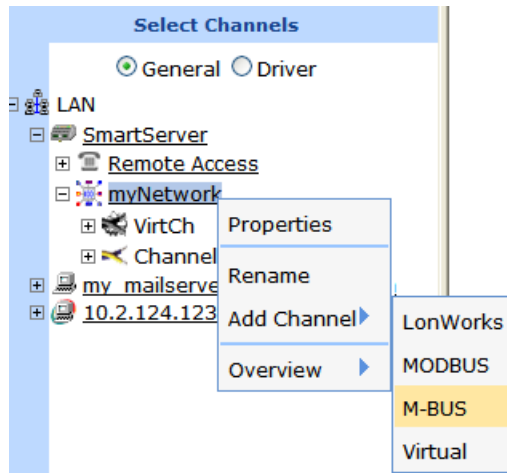 Select Channels
General Driver
LAN
SmartServer
Remote Access
myNetwork
VirtCh
Channel
my_mailserve
10.2.124.123
Properties
Rename
Add Channel
Overview
LonWorks
MODBUS
M-BUS
Virtual